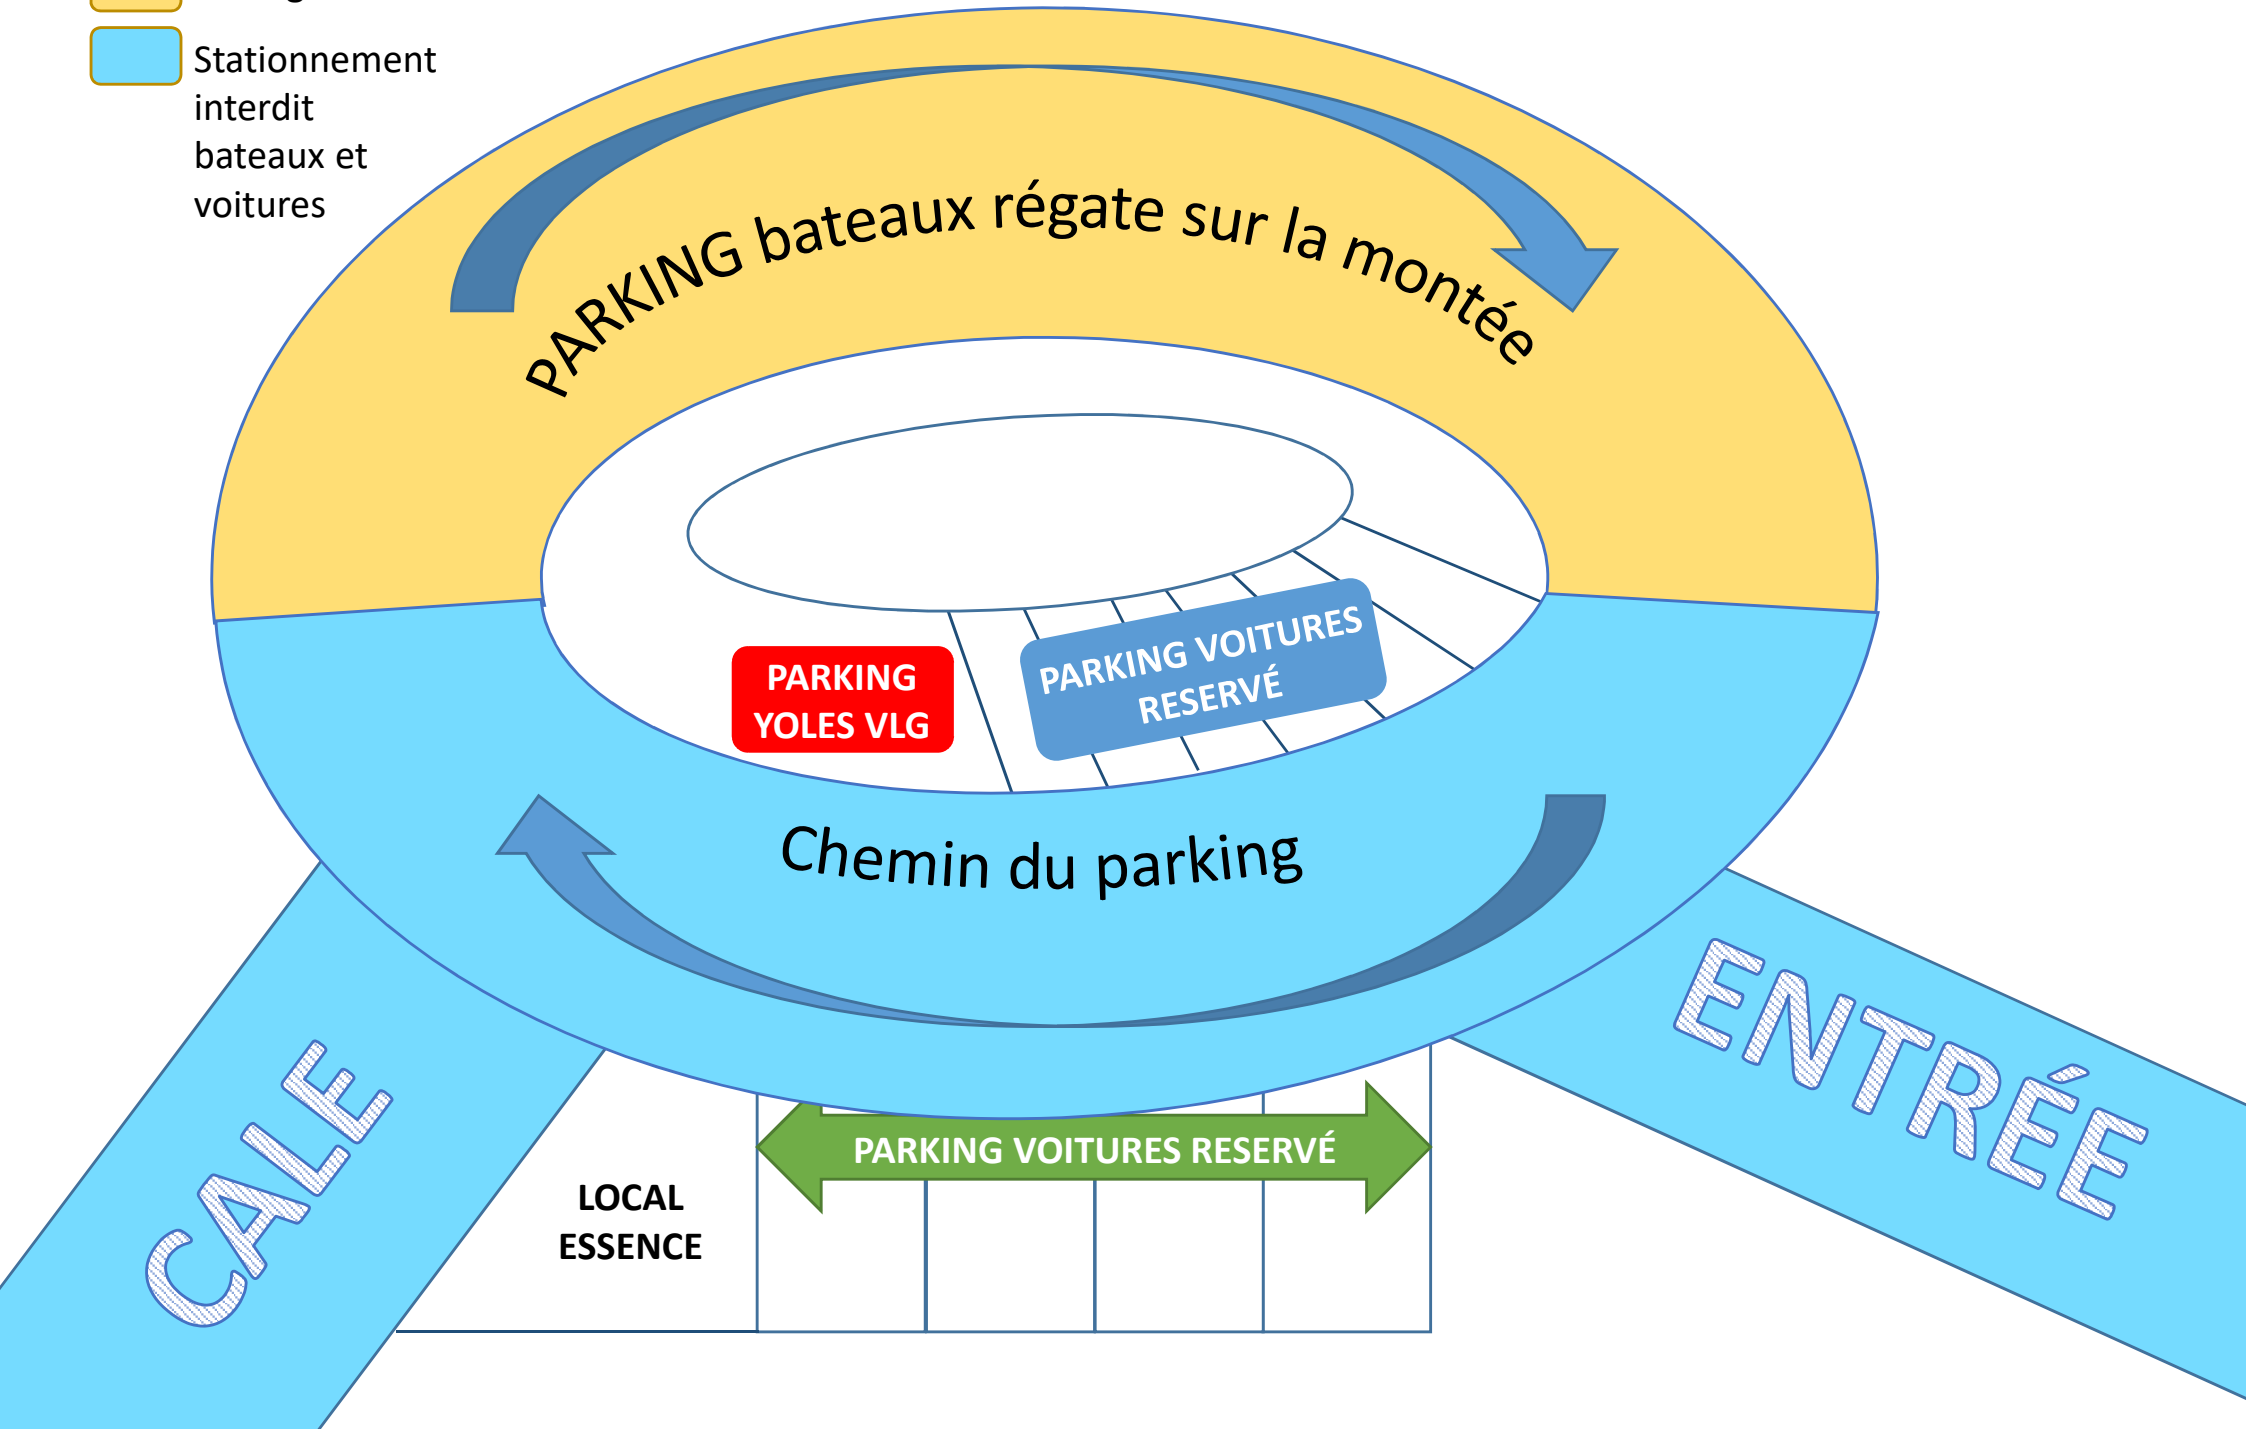 Stationnement
interdit
bateaux et
voitures
PARKING bateaux régate sur la montée
PARKING VOITURES
RESERVÉ
PARKING
YOLES VLG
Chemin du parking
ENTRÉE
CALE
PARKING VOITURES RESERVÉ
LOCAL
ESSENCE